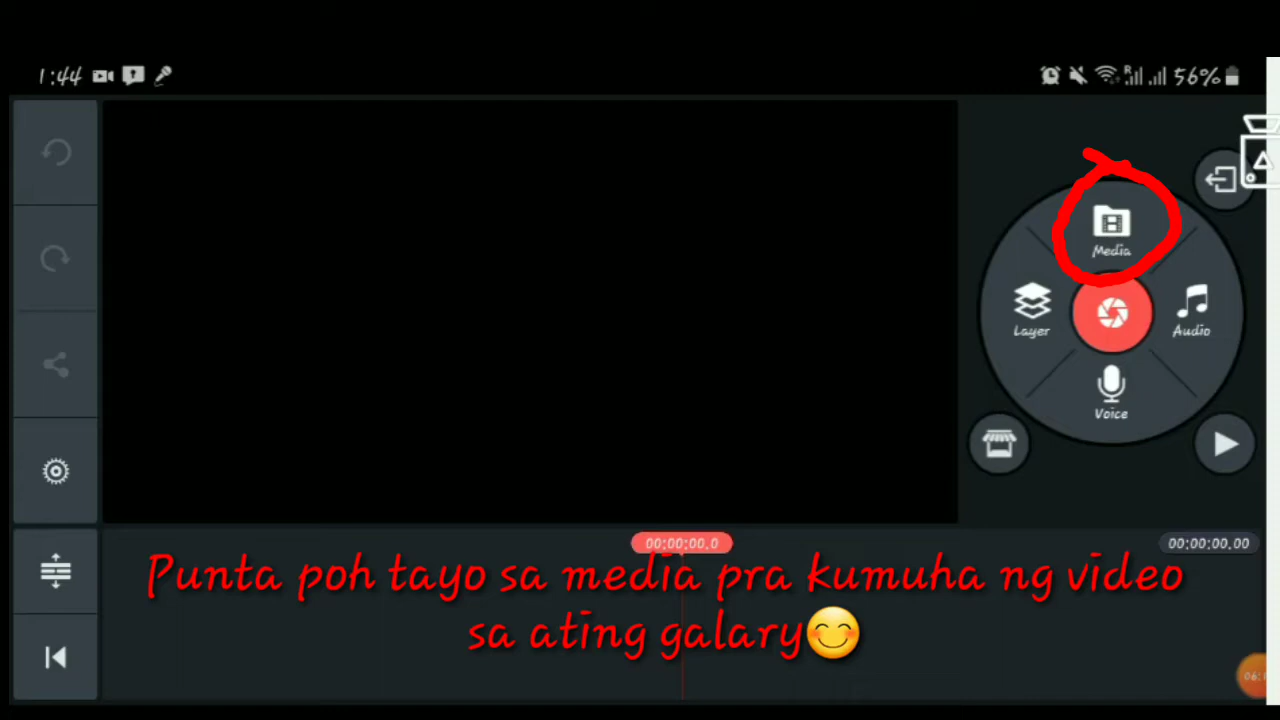 1:44
R
56%
Media
Layer
Audio
Voice
00:00:00.0
00:00:00.00
Punta poh tayo sa media pra kumuha ng video
sa ating galary😊